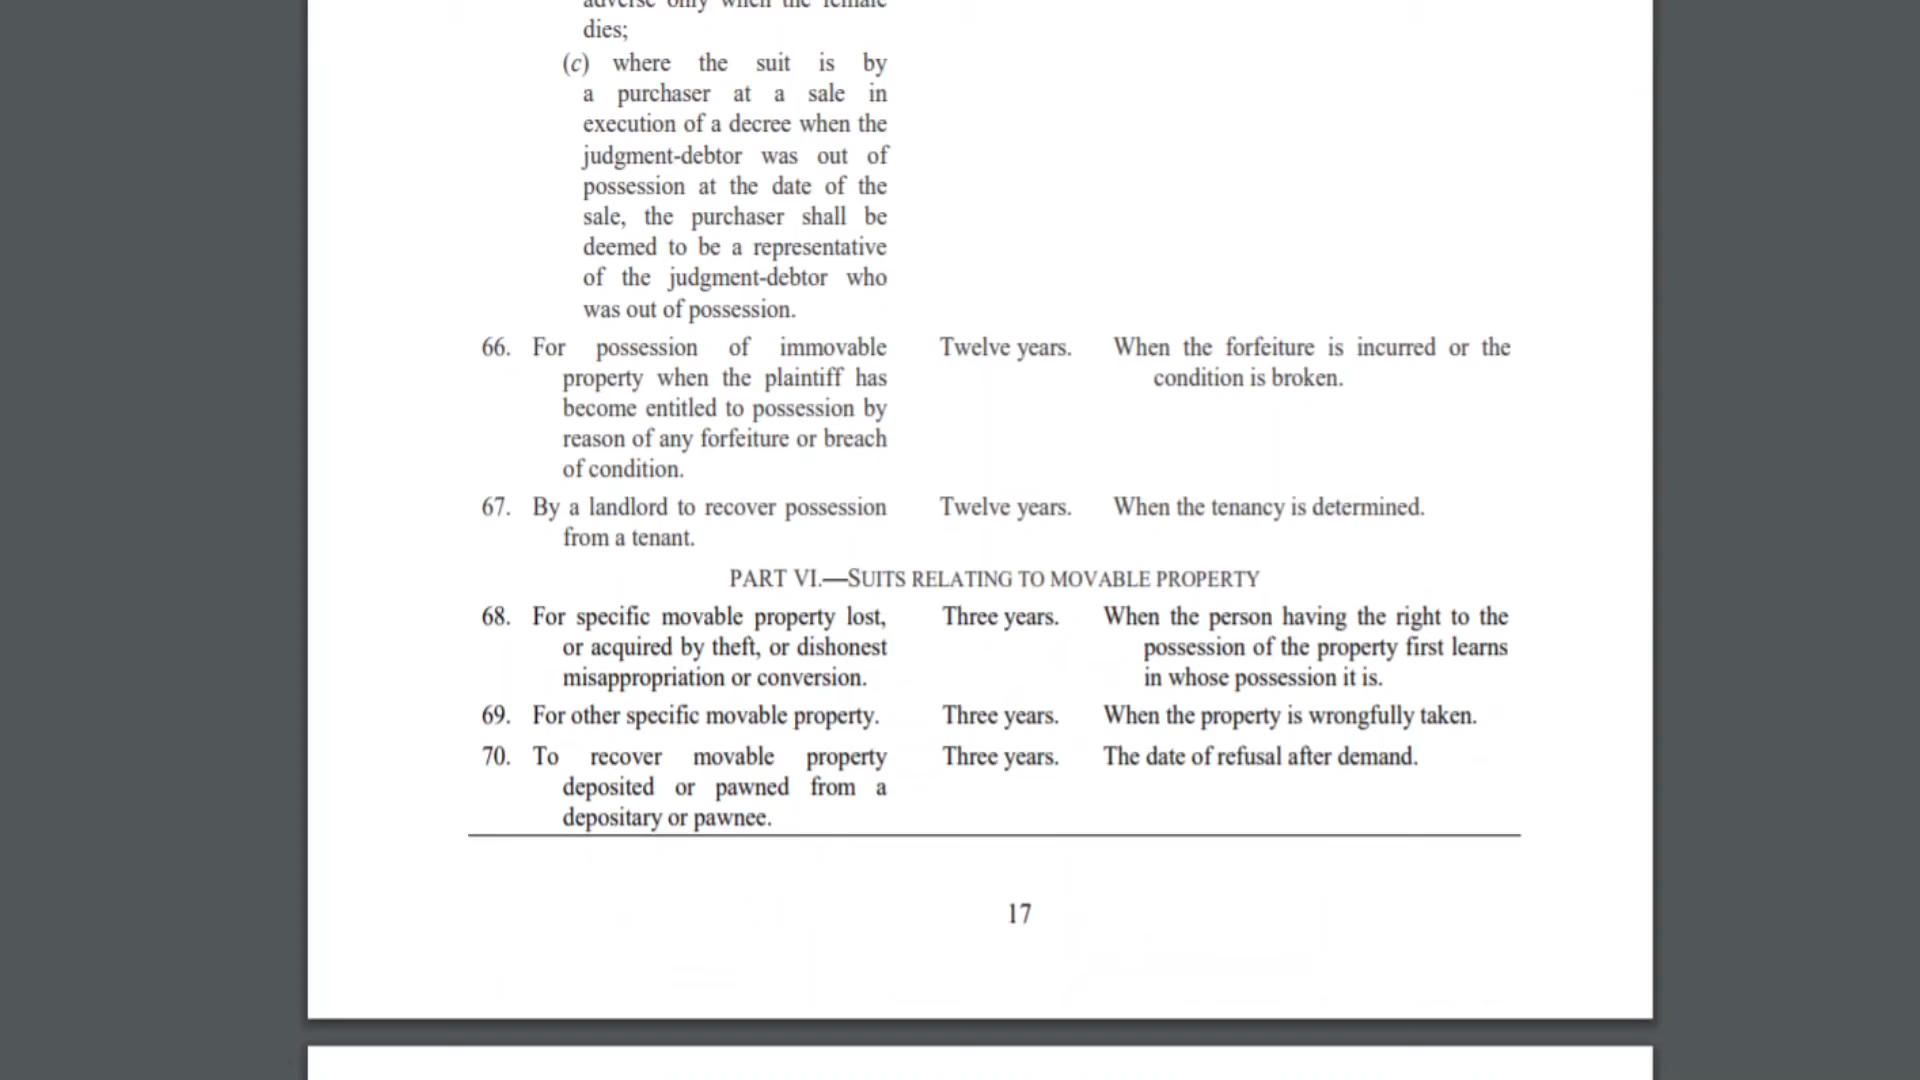 adverse only when the female
dies;
(c) where the suit is by
a purchaser at a sale in
execution of a decree when the
judgment-debtor was out of
possession at the date of the
sale, the purchaser shall be
deemed to be a representative
of the judgment-debtor who
was out of possession.
66. For possession of immovable Twelve years. When the forfeiture is incurred or the
property when the plaintiff has condition is broken.
become entitled to possession by
reason of any forfeiture or breach
of condition.
67. By a landlord to recover possession Twelve years. When the tenancy is determined.
from a tenant.
PART VI.—SUITS RELATING TO MOVABLE PROPERTY
68. For specific movable property lost, Three years. When the person having the right to the
or acquired by theft, or dishonest possession of the property first learns
misappropriation or conversion. in whose possession it is.
69. For other specific movable property. Three years. When the property is wrongfully taken.
70. To recover movable property Three years. The date of refusal after demand.
deposited or pawned from a
depositary or pawnee.
17